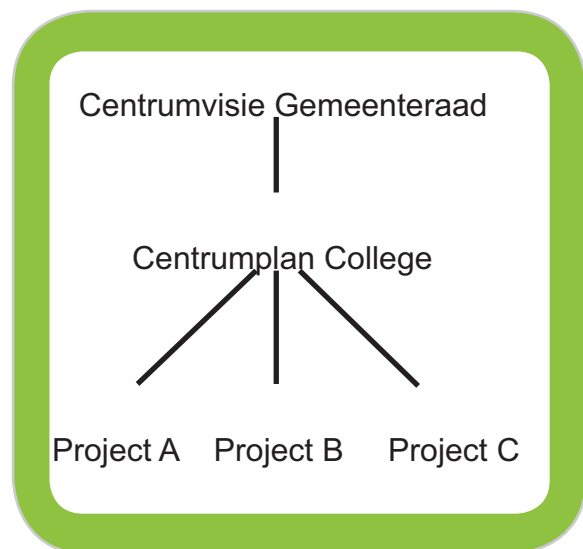 Centrumvisie Gemeenteraad
Centrumplan College
Project A Project B Project C